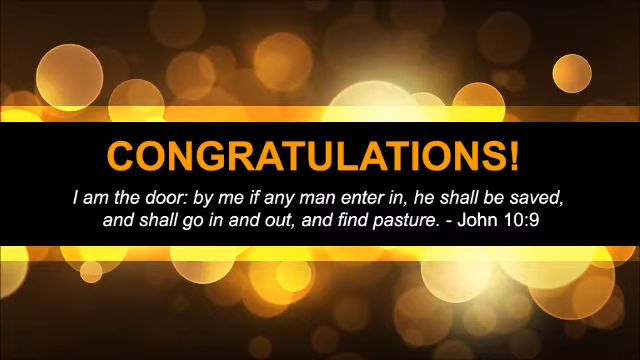 CONGRATULATIONS!
I am the door: by me if any man enter in, he shall be saved,
and shall go in and out, and find pasture. - John 10:9